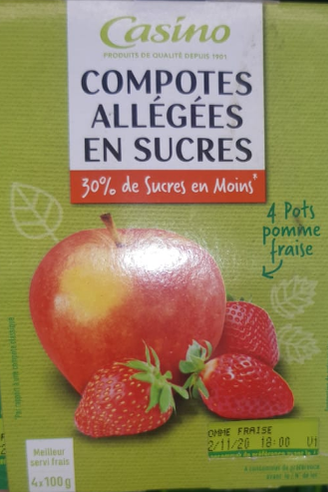 Casino
PRODUITS DE QUALITÉ DEPUIS 1901
COMPOTES
ALLÉGÉES
EN SUCRES
30% de Sucres en Moins*
4 Pots
pomme
fraise
Meilleur
servi frais
4x100g
OMME FRAISE
2/11/20 18:00